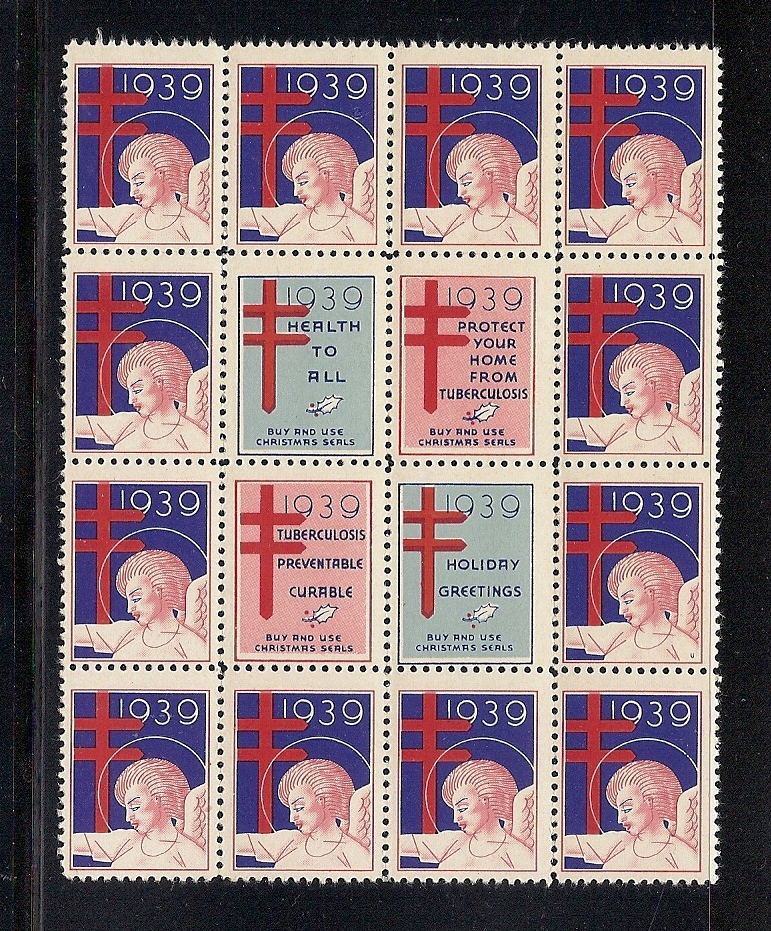 1939
1939
1939
1939
1939
1939
HEALTH
TO
ALL
BUY AND USE
CHRISTMAS SEALS
1939
PROTECT
YOUR
HOME
FROM
TUBERCULOSIS
BUY AND USE
CHRISTMAS SEALS
1939
1939
1939
TUBERCULOSIS
PREVENTABLE
CURABLE
BUY AND USE
CHRISTMAS SEALS
1939
HOLIDAY
GREETINGS
BUY AND USE
CHRISTMAS SEALS
1939
U
1939
1939
1939
1939